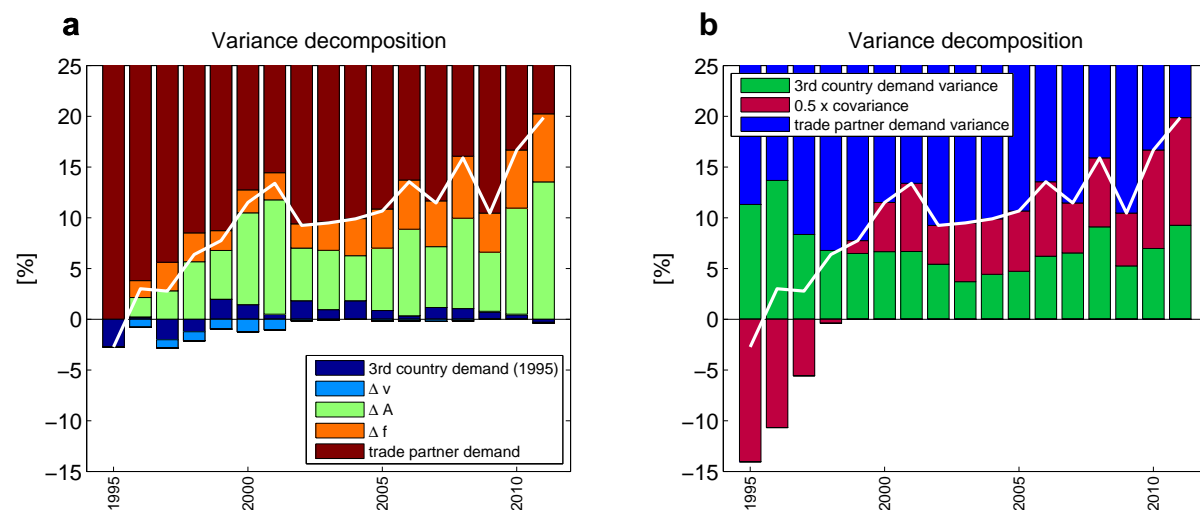 a
Variance decomposition
[%]
25
20
15
10
5
0
−5
−10
−15
1995
2000
2005
2010
3rd country demand (1995)
Δ v
Δ A
Δ f
trade partner demand
b
Variance decomposition
[%]
25
20
15
10
5
0
−5
−10
−15
1995
2000
2005
2010
3rd country demand variance
0.5 x covariance
trade partner demand variance